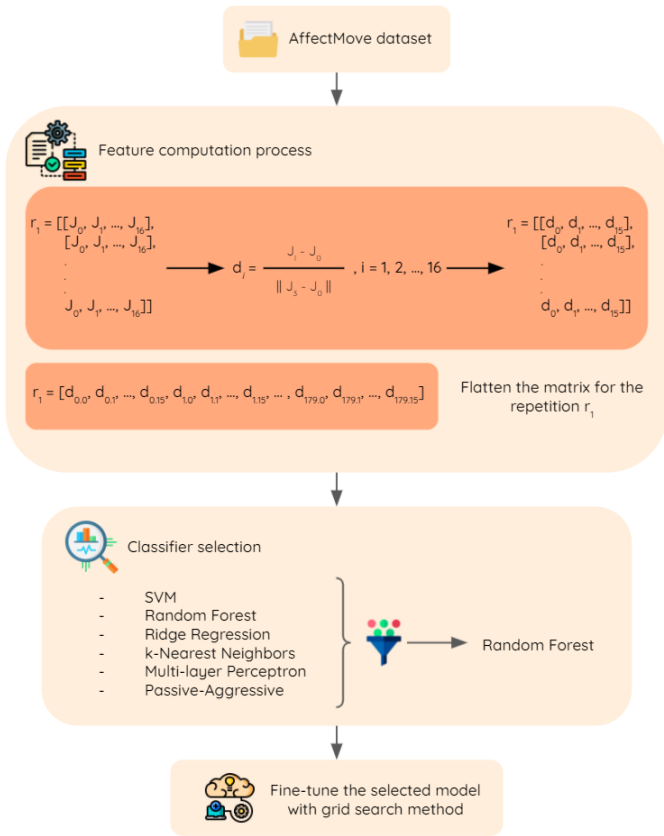 AffectMove dataset
Feature computation process
r₁ = [[J₀, J₁, ..., J₁₆],
[J₀, J₁, ..., J₁₆],
.
.
J₀, J₁, ..., J₁₆]]
dᵢ = (Jᵢ - J₀) / || J₃ - J₀ || , i = 1, 2, ..., 16
r₁ = [[d₀, d₁, ..., d₁₅],
[d₀, d₁, ..., d₁₅],
.
.
d₀, d₁, ..., d₁₅]]
r₁ = [d₀.₀, d₀.₁, ..., d₀.₁₅, d₁.₀, d₁.₁, ..., d₁.₁₅, ... , d₁₇₉.₀, d₁₇₉.₁, ..., d₁₇₉.₁₅]
Flatten the matrix for the
repetition r₁
Classifier selection
- SVM
- Random Forest
- Ridge Regression
- k-Nearest Neighbors
- Multi-layer Perceptron
- Passive-Aggressive
Random Forest
Fine-tune the selected model
with grid search method